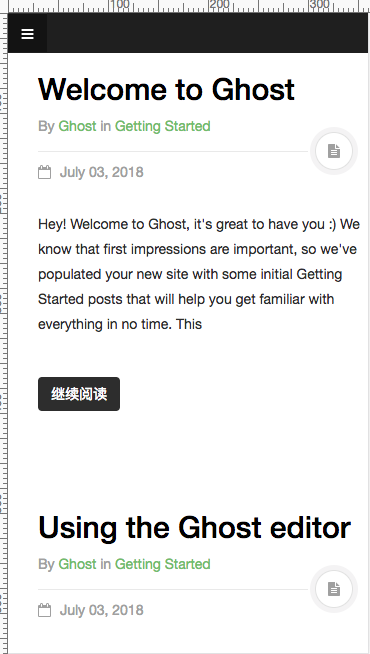 100 200 300
Welcome to Ghost
By Ghost in Getting Started
July 03, 2018
Hey! Welcome to Ghost, it's great to have you :) We
know that first impressions are important, so we've
populated your new site with some initial Getting
Started posts that will help you get familiar with
everything in no time. This
继续阅读
Using the Ghost editor
By Ghost in Getting Started
July 03, 2018